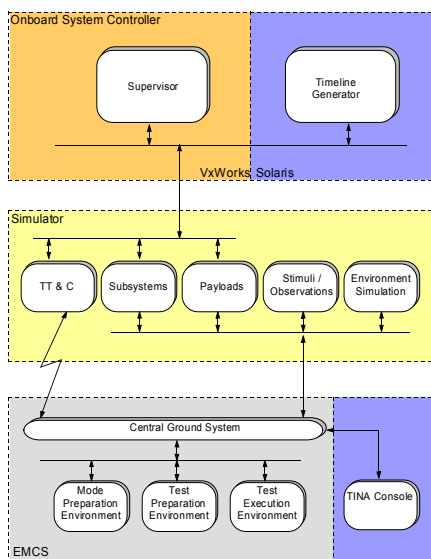 Onboard System Controller
Supervisor
Timeline
Generator
VxWorks Solaris
Simulator
TT & C
Subsystems
Payloads
Stimuli /
Observations
Environment
Simulation
Central Ground System
Mode
Preparation
Environment
Test
Preparation
Environment
Test
Execution
Environment
TINA Console
EMCS